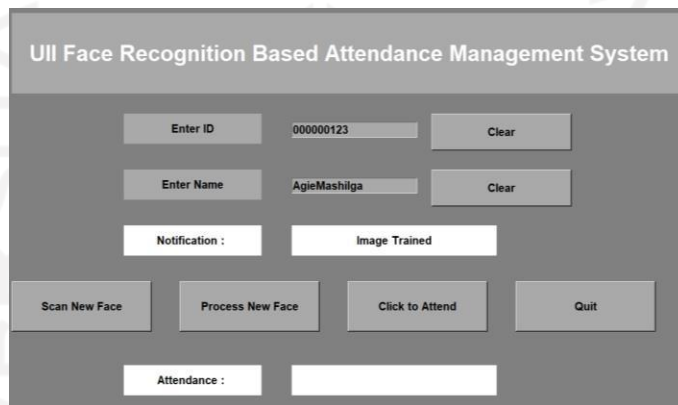 UII Face Recognition Based Attendance Management System
Enter ID 000000123 Clear
Enter Name AgieMashilga Clear
Notification : Image Trained
Scan New Face Process New Face Click to Attend Quit
Attendance :